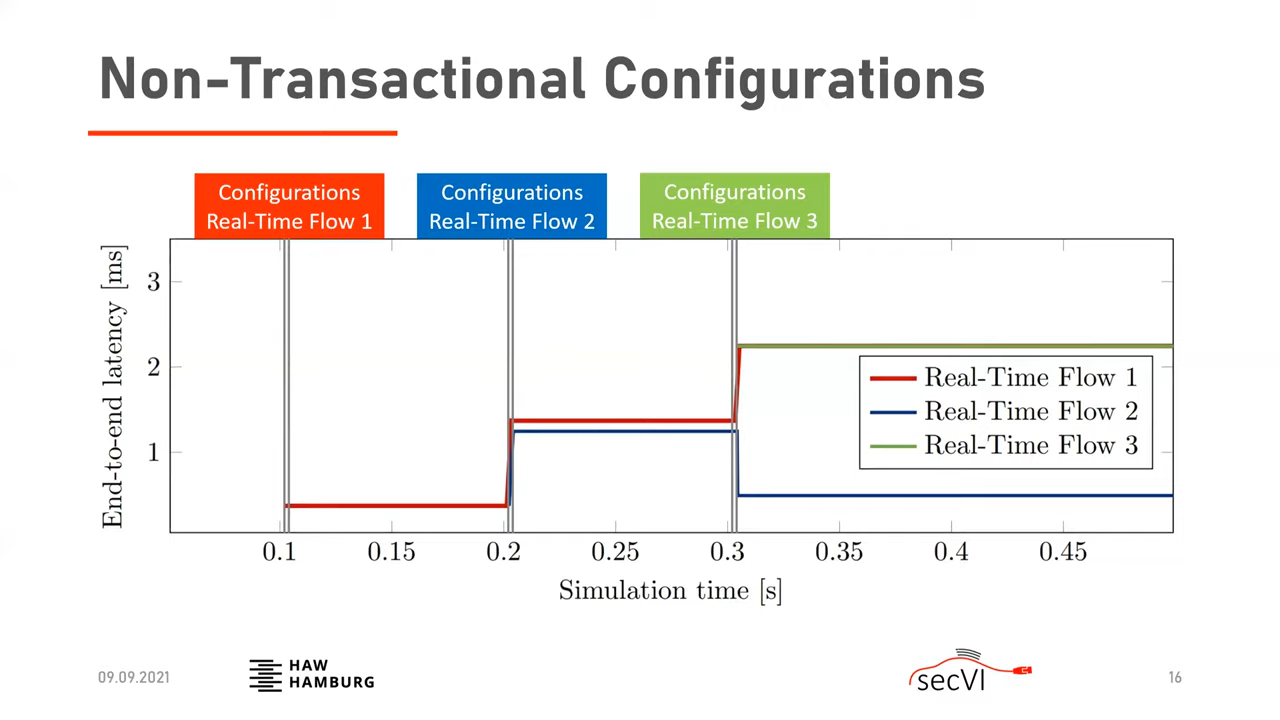 Non-Transactional Configurations
Configurations
Real-Time Flow 1
Configurations
Real-Time Flow 2
Configurations
Real-Time Flow 3
End-to-end latency [ms]
3
2
1
Real-Time Flow 1
Real-Time Flow 2
Real-Time Flow 3
0.1 0.15 0.2 0.25 0.3 0.35 0.4 0.45
Simulation time [s]
09.09.2021
HAW
HAMBURG
secVI
16